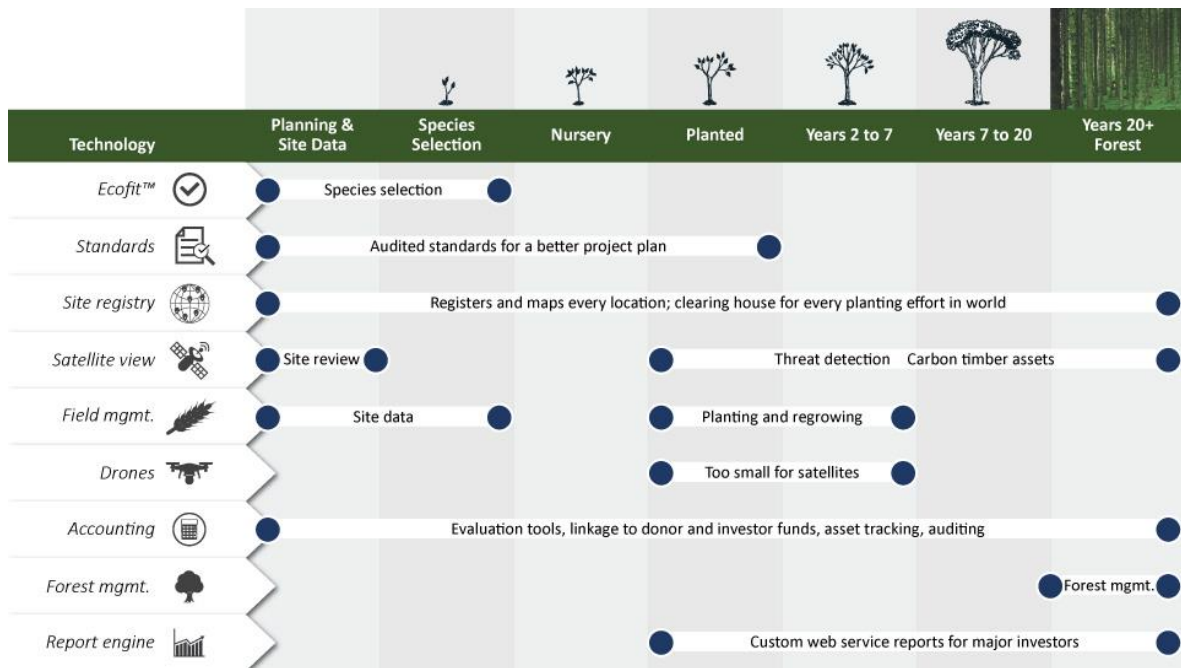 Technology
Planning & Site Data
Species Selection
Nursery
Planted
Years 2 to 7
Years 7 to 20
Years 20+ Forest
Ecofit™
Species selection
Standards
Audited standards for a better project plan
Site registry
Registers and maps every location; clearing house for every planting effort in world
Satellite view
Site review
Threat detection
Carbon timber assets
Field mgmt.
Site data
Planting and regrowing
Drones
Too small for satellites
Accounting
Evaluation tools, linkage to donor and investor funds, asset tracking, auditing
Forest mgmt.
Forest mgmt.
Report engine
Custom web service reports for major investors